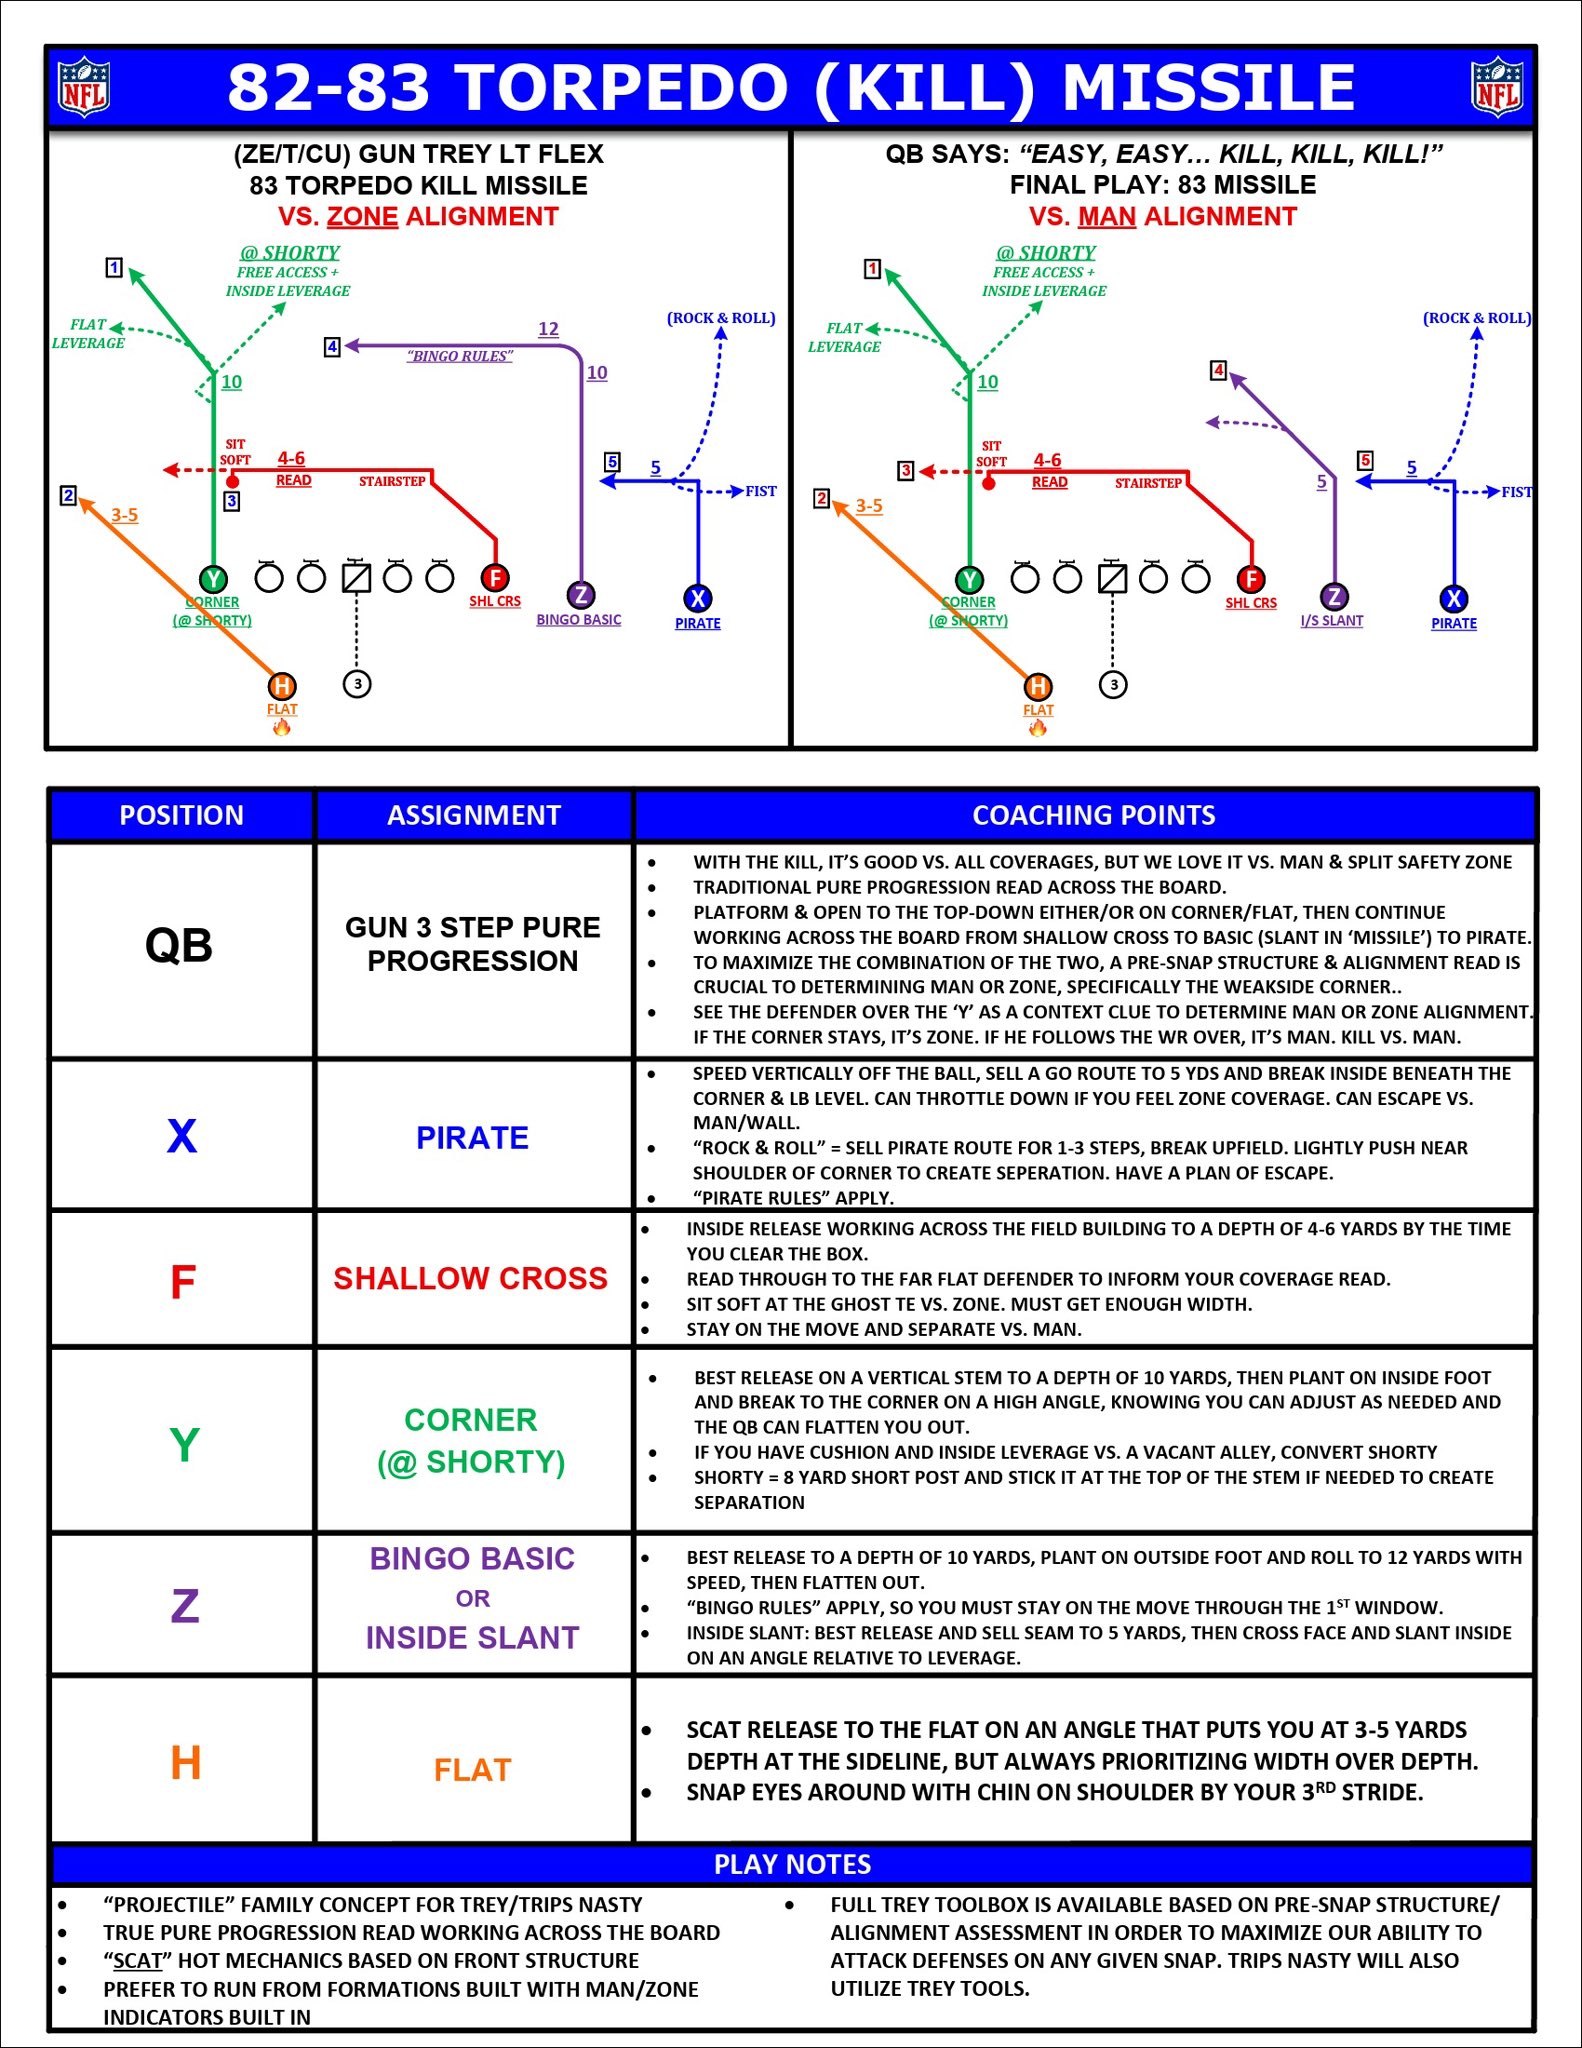 NFL
82-83 TORPEDO (KILL) MISSILE
NFL
(ZE/T/CU) GUN TREY LT FLEX
83 TORPEDO KILL MISSILE
VS. ZONE ALIGNMENT
@ SHORTY
FREE ACCESS +
INSIDE LEVERAGE
1
FLAT
LEVERAGE
10
4
12
"BINGO RULES"
10
(ROCK & ROLL)
SIT
SOFT
4-6
READ
STAIRSTEP
3
5
5
FIST
2
3-5
Y
CORNER
(@ SHORTY)
F
SHL CRS
Z
BINGO BASIC
X
PIRATE
H
FLAT
3
QB SAYS: “EASY, EASY… KILL, KILL, KILL!”
FINAL PLAY: 83 MISSILE
VS. MAN ALIGNMENT
@ SHORTY
FREE ACCESS +
INSIDE LEVERAGE
1
FLAT
LEVERAGE
10
4
(ROCK & ROLL)
SIT
SOFT
4-6
READ
STAIRSTEP
3
5
5
5
FIST
2
3-5
Y
CORNER
(@ SHORTY)
F
SHL CRS
Z
I/S SLANT
X
PIRATE
H
FLAT
3
POSITION
ASSIGNMENT
COACHING POINTS
QB
GUN 3 STEP PURE
PROGRESSION
• WITH THE KILL, IT’S GOOD VS. ALL COVERAGES, BUT WE LOVE IT VS. MAN & SPLIT SAFETY ZONE
• TRADITIONAL PURE PROGRESSION READ ACROSS THE BOARD.
• PLATFORM & OPEN TO THE TOP-DOWN EITHER/OR ON CORNER/FLAT, THEN CONTINUE
WORKING ACROSS THE BOARD FROM SHALLOW CROSS TO BASIC (SLANT IN ‘MISSILE’) TO PIRATE.
• TO MAXIMIZE THE COMBINATION OF THE TWO, A PRE-SNAP STRUCTURE & ALIGNMENT READ IS
CRUCIAL TO DETERMINING MAN OR ZONE, SPECIFICALLY THE WEAKSIDE CORNER..
• SEE THE DEFENDER OVER THE ‘Y’ AS A CONTEXT CLUE TO DETERMINE MAN OR ZONE ALIGNMENT.
IF THE CORNER STAYS, IT’S ZONE. IF HE FOLLOWS THE WR OVER, IT’S MAN. KILL VS. MAN.
X
PIRATE
• SPEED VERTICALLY OFF THE BALL, SELL A GO ROUTE TO 5 YDS AND BREAK INSIDE BENEATH THE
CORNER & LB LEVEL. CAN THROTTLE DOWN IF YOU FEEL ZONE COVERAGE. CAN ESCAPE VS.
MAN/WALL.
• “ROCK & ROLL” = SELL PIRATE ROUTE FOR 1-3 STEPS, BREAK UPFIELD. LIGHTLY PUSH NEAR
SHOULDER OF CORNER TO CREATE SEPERATION. HAVE A PLAN OF ESCAPE.
• “PIRATE RULES” APPLY.
F
SHALLOW CROSS
• INSIDE RELEASE WORKING ACROSS THE FIELD BUILDING TO A DEPTH OF 4-6 YARDS BY THE TIME
YOU CLEAR THE BOX.
• READ THROUGH TO THE FAR FLAT DEFENDER TO INFORM YOUR COVERAGE READ.
• SIT SOFT AT THE GHOST TE VS. ZONE. MUST GET ENOUGH WIDTH.
• STAY ON THE MOVE AND SEPARATE VS. MAN.
Y
CORNER
(@ SHORTY)
• BEST RELEASE ON A VERTICAL STEM TO A DEPTH OF 10 YARDS, THEN PLANT ON INSIDE FOOT
AND BREAK TO THE CORNER ON A HIGH ANGLE, KNOWING YOU CAN ADJUST AS NEEDED AND
THE QB CAN FLATTEN YOU OUT.
• IF YOU HAVE CUSHION AND INSIDE LEVERAGE VS. A VACANT ALLEY, CONVERT SHORTY
• SHORTY = 8 YARD SHORT POST AND STICK IT AT THE TOP OF THE STEM IF NEEDED TO CREATE
SEPARATION
Z
BINGO BASIC
OR
INSIDE SLANT
• BEST RELEASE TO A DEPTH OF 10 YARDS, PLANT ON OUTSIDE FOOT AND ROLL TO 12 YARDS WITH
SPEED, THEN FLATTEN OUT.
• “BINGO RULES” APPLY, SO YOU MUST STAY ON THE MOVE THROUGH THE 1ST WINDOW.
• INSIDE SLANT: BEST RELEASE AND SELL SEAM TO 5 YARDS, THEN CROSS FACE AND SLANT INSIDE
ON AN ANGLE RELATIVE TO LEVERAGE.
H
FLAT
• SCAT RELEASE TO THE FLAT ON AN ANGLE THAT PUTS YOU AT 3-5 YARDS
DEPTH AT THE SIDELINE, BUT ALWAYS PRIORITIZING WIDTH OVER DEPTH.
• SNAP EYES AROUND WITH CHIN ON SHOULDER BY YOUR 3RD STRIDE.
PLAY NOTES
• “PROJECTILE” FAMILY CONCEPT FOR TREY/TRIPS NASTY
• TRUE PURE PROGRESSION READ WORKING ACROSS THE BOARD
• “SCAT” HOT MECHANICS BASED ON FRONT STRUCTURE
• PREFER TO RUN FROM FORMATIONS BUILT WITH MAN/ZONE
INDICATORS BUILT IN
• FULL TREY TOOLBOX IS AVAILABLE BASED ON PRE-SNAP STRUCTURE/
ALIGNMENT ASSESSMENT IN ORDER TO MAXIMIZE OUR ABILITY TO
ATTACK DEFENSES ON ANY GIVEN SNAP. TRIPS NASTY WILL ALSO
UTILIZE TREY TOOLS.